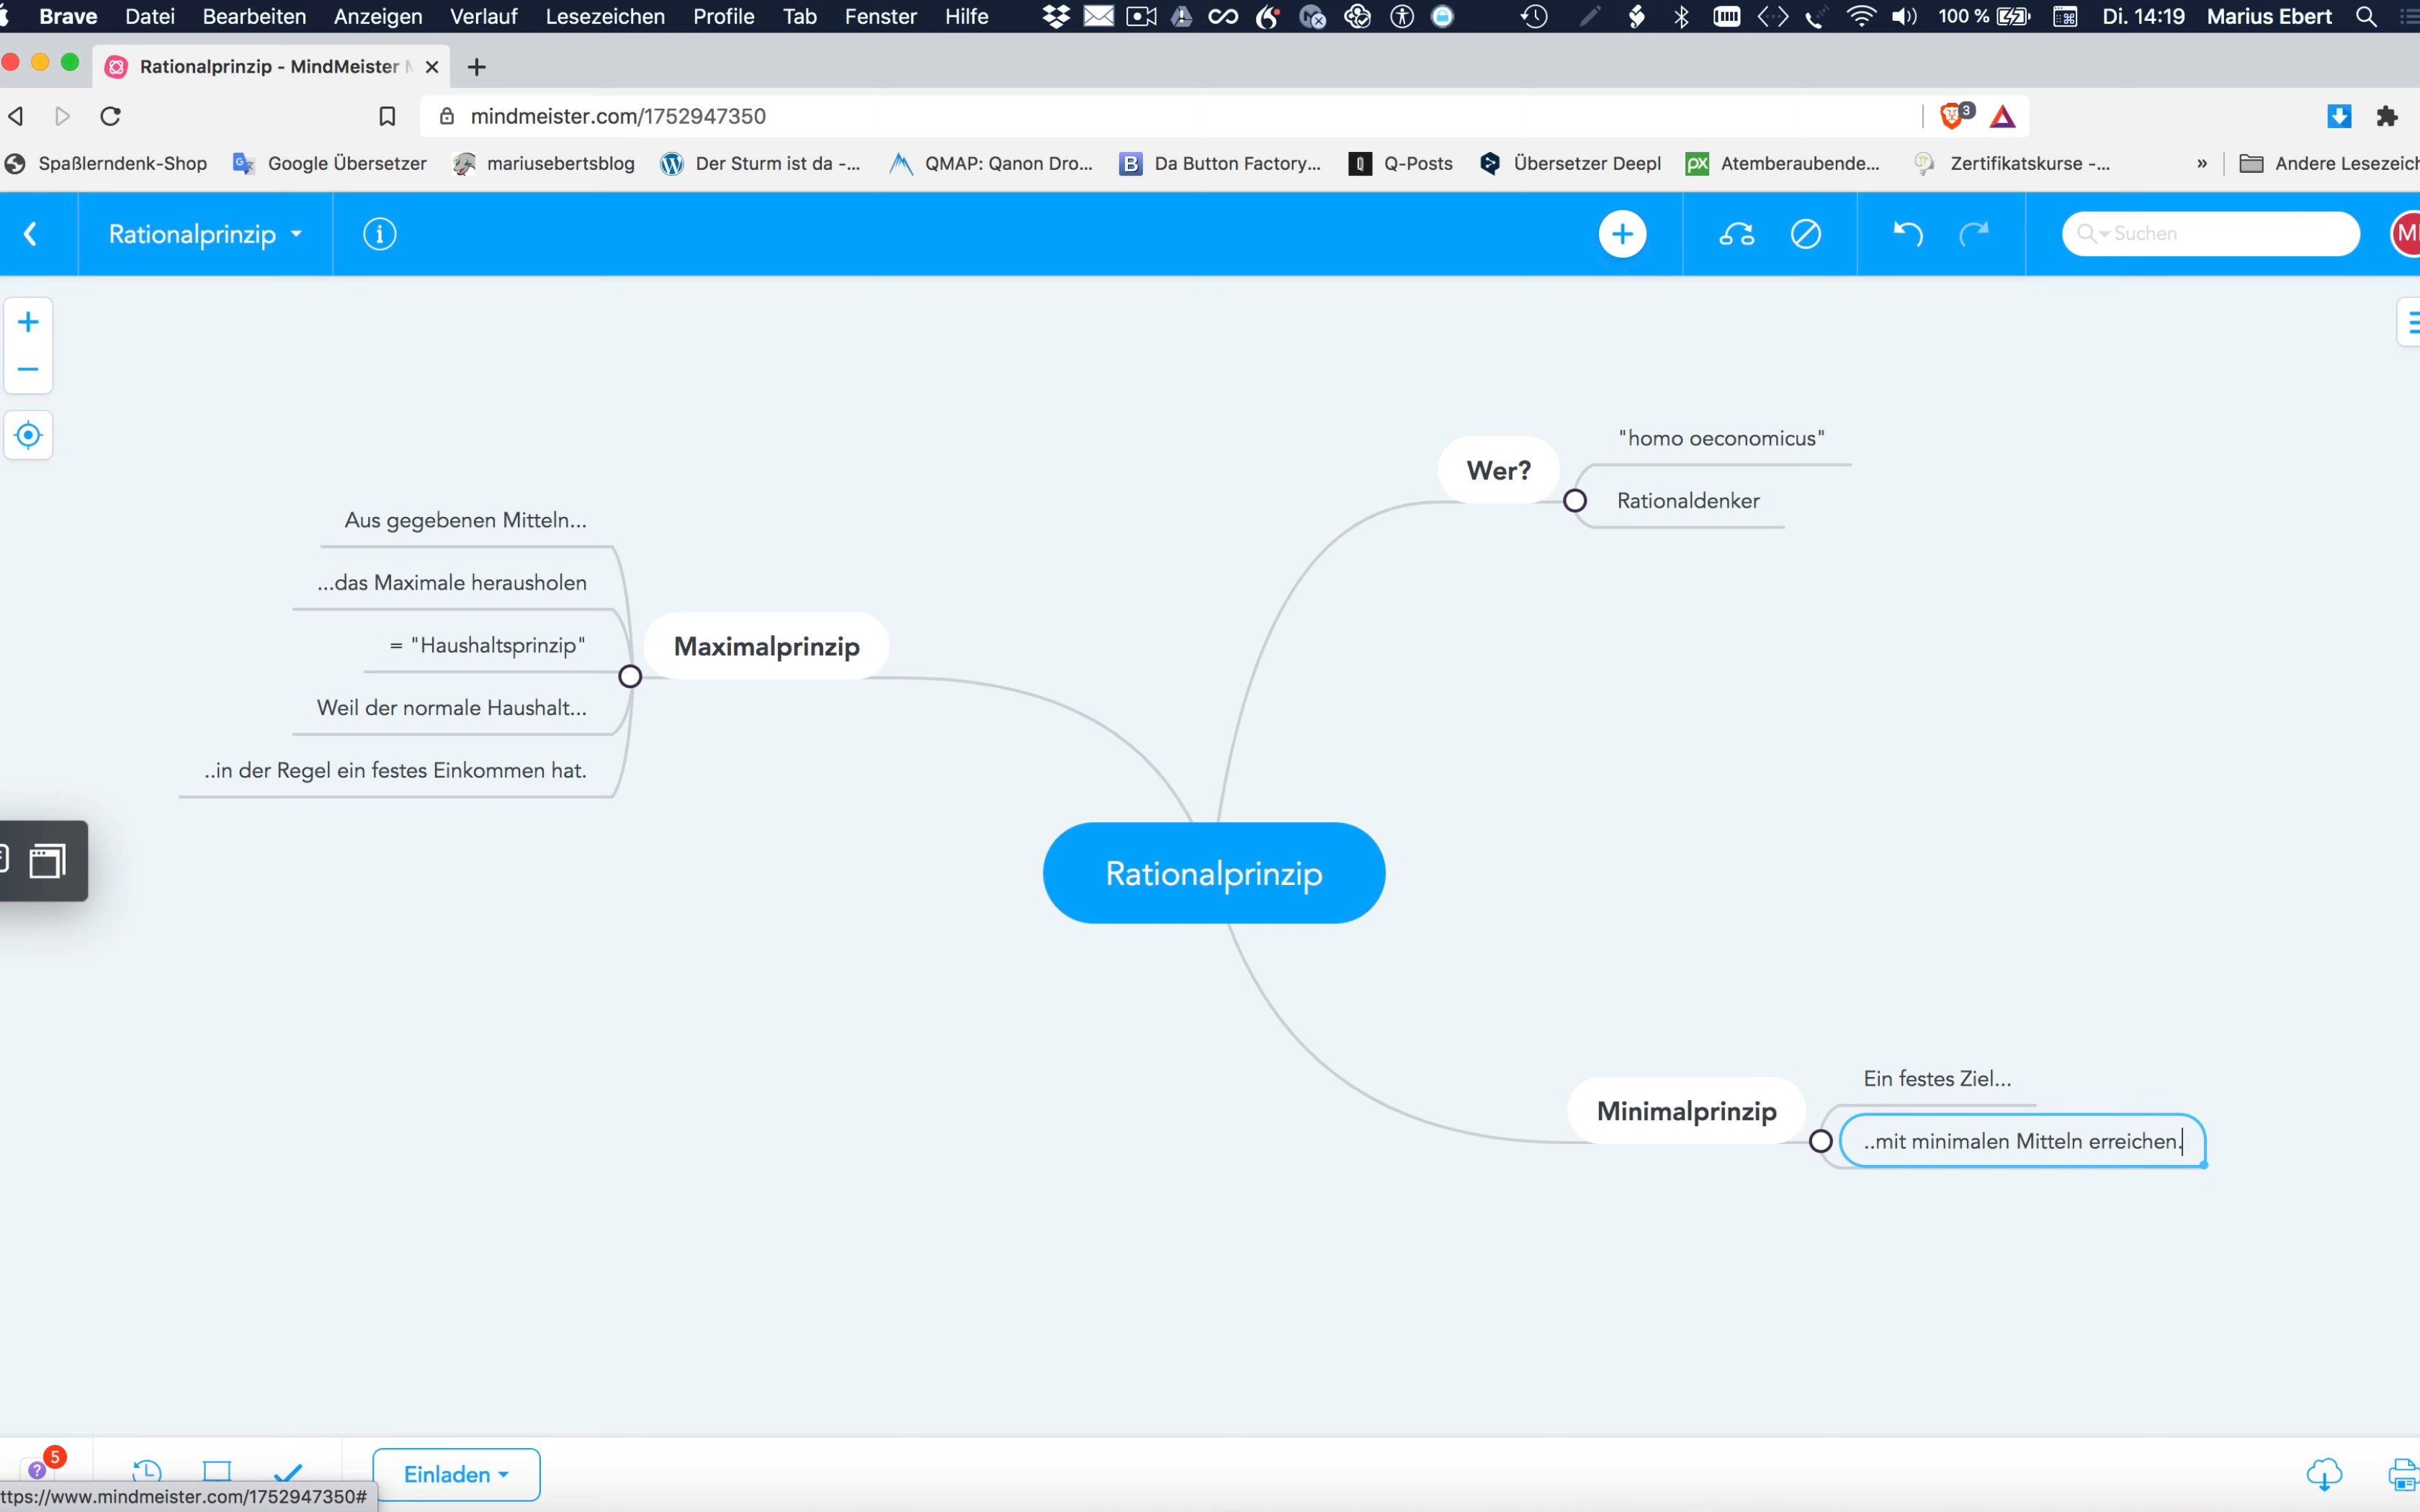 Brave Datei Bearbeiten Anzeigen Verlauf Lesezeichen Profile Tab Fenster Hilfe 100 % Di. 14:19 Marius Ebert
Rationalprinzip - MindMeister
mindmeister.com/1752947350
3
Spaßlerndenk-Shop Google Übersetzer mariusebertsblog Der Sturm ist da -... QMAP: Qanon Dro... B Da Button Factory... Q Q-Posts Übersetzer Deepl px Atemberaubende... Zertifikatskurse -... » Andere Lesezeich
Rationalprinzip
Suchen
"homo oeconomicus"
Wer?
Rationaldenker
Aus gegebenen Mitteln...
...das Maximale herausholen
= "Haushaltsprinzip"
Maximalprinzip
Weil der normale Haushalt...
..in der Regel ein festes Einkommen hat.
Rationalprinzip
Ein festes Ziel...
Minimalprinzip
..mit minimalen Mitteln erreichen.
5
Einladen
ttps://www.mindmeister.com/1752947350#